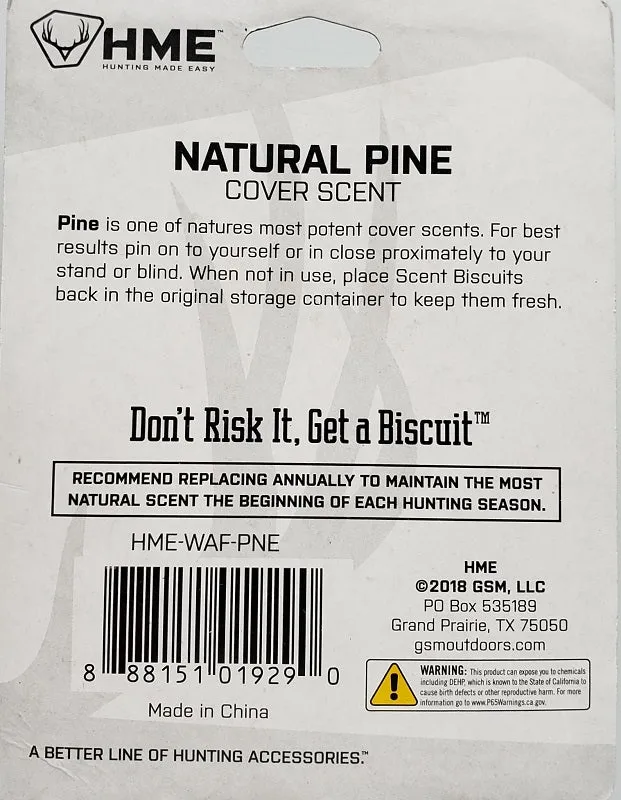 HME™
HUNTING MADE EASY
NATURAL PINE
COVER SCENT
Pine is one of natures most potent cover scents. For best
results pin on to yourself or in close proximately to your
stand or blind. When not in use, place Scent Biscuits
back in the original storage container to keep them fresh.
Don't Risk It, Get a Biscuit™
RECOMMEND REPLACING ANNUALLY TO MAINTAIN THE MOST
NATURAL SCENT THE BEGINNING OF EACH HUNTING SEASON.
HME-WAF-PNE
8 88151 01929 0
Made in China
HME
©2018 GSM, LLC
PO Box 535189
Grand Prairie, TX 75050
gsmoutdoors.com
WARNING: This product can expose you to chemicals
including DEHP, which is known to the State of California to
cause birth defects or other reproductive harm. For more
information go to www.P65Warnings.ca.gov.
A BETTER LINE OF HUNTING ACCESSORIES.™